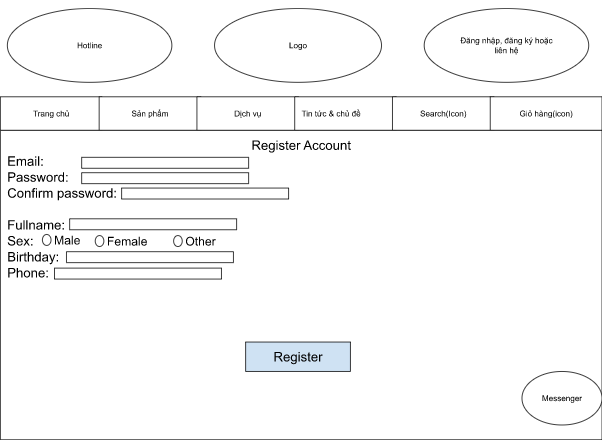 Hotline
Logo
Đăng nhập, đăng ký hoặc
liên hệ
Trang chủ
Sản phẩm
Dịch vụ
Tin tức & chủ đề
Search(Icon)
Giỏ hàng(icon)
Register Account
Email:
Password:
Confirm password:
Fullname:
Sex: Male Female Other
Birthday:
Phone:
Register
Messenger